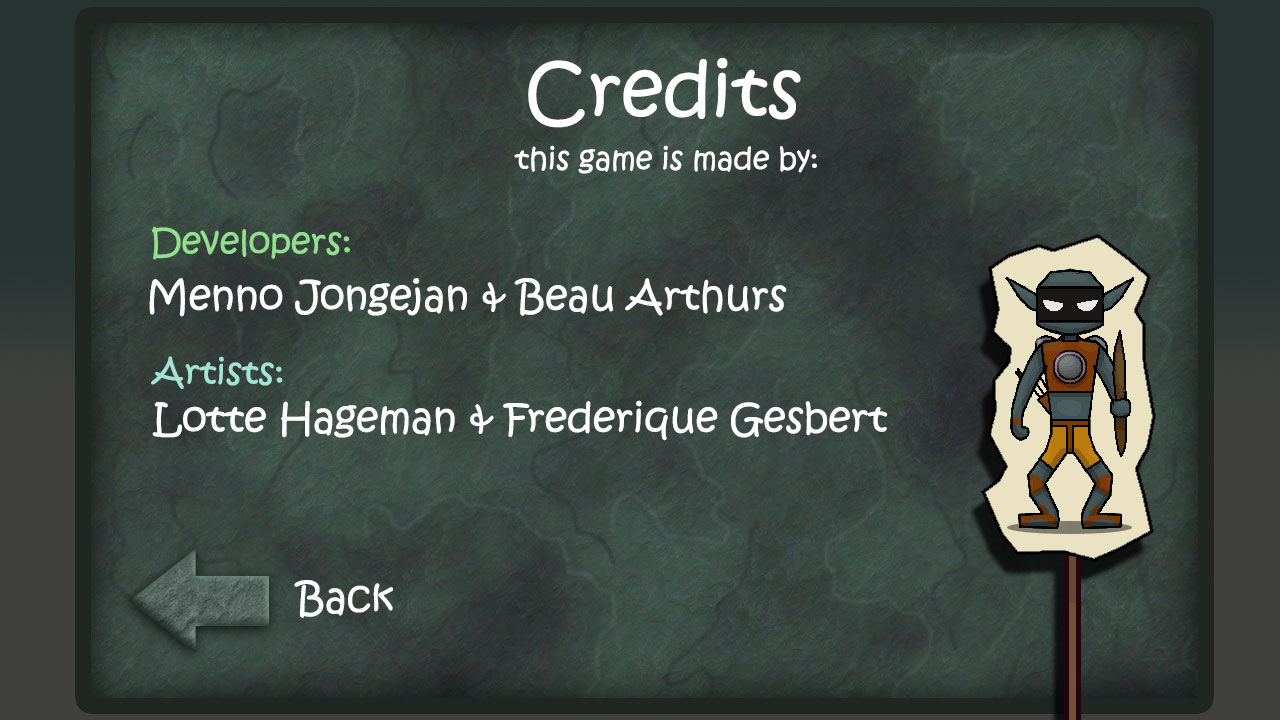 Credits
this game is made by:
Developers:
Menno Jongejan & Beau Arthurs
Artists:
Lotte Hageman & Frederique Gesbert
Back